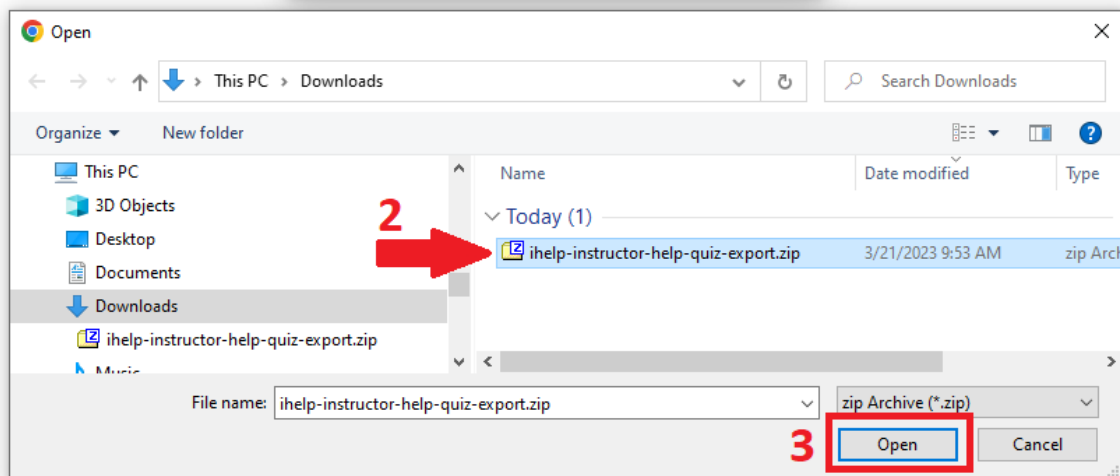 Open
This PC > Downloads
Search Downloads
Organize
New folder
This PC
3D Objects
Desktop
Documents
Downloads
ihelp-instructor-help-quiz-export.zip
Music
Name
Date modified
Type
Today (1)
2
ihelp-instructor-help-quiz-export.zip
3/21/2023 9:53 AM
zip Arch
File name:
ihelp-instructor-help-quiz-export.zip
zip Archive (*.zip)
3
Open
Cancel